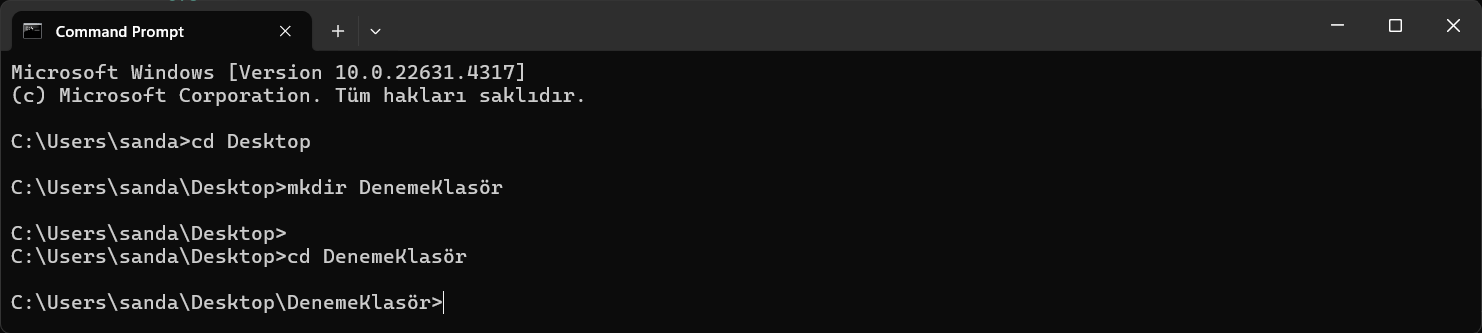 Command Prompt
Microsoft Windows [Version 10.0.22631.4317]
(c) Microsoft Corporation. Tüm hakları saklıdır.
C:\Users\sanda>cd Desktop
C:\Users\sanda\Desktop>mkdir DenemeKlasör
C:\Users\sanda\Desktop>
C:\Users\sanda\Desktop>cd DenemeKlasör
C:\Users\sanda\Desktop\DenemeKlasör>